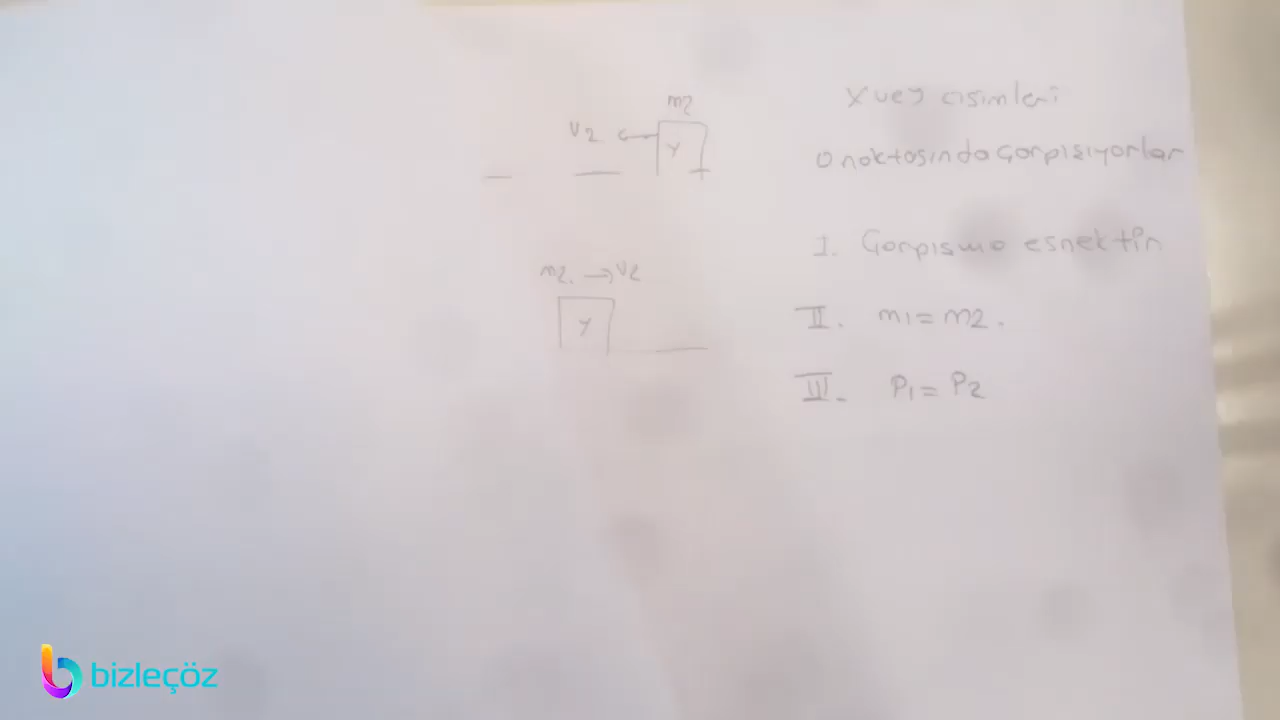 m2
V2 ← Y
m2. → V2
Y
X ve y cisimleri
O noktasında Çarpışıyorlar
I. Çarpışma esnektir
II. m1 = m2.
III. P1 = P2
bizleçöz